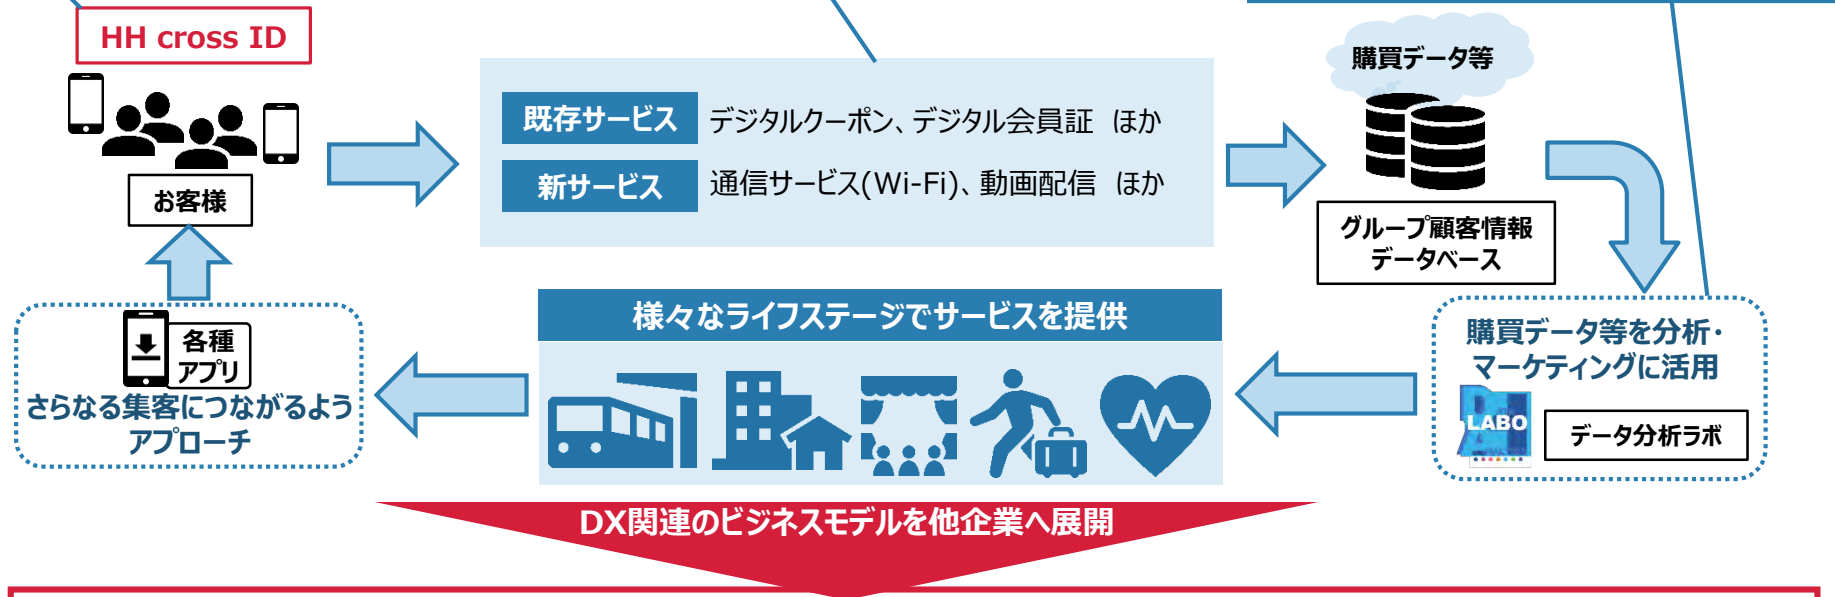 HH cross ID
お客様
既存サービス デジタルクーポン、デジタル会員証 ほか
新サービス 通信サービス(Wi-Fi)、動画配信 ほか
購買データ等
グループ顧客情報
データベース
購買データ等を分析・
マーケティングに活用
LABO
データ分析ラボ
様々なライフステージでサービスを提供
各種
アプリ
さらなる集客につながるよう
アプローチ
DX関連のビジネスモデルを他企業へ展開